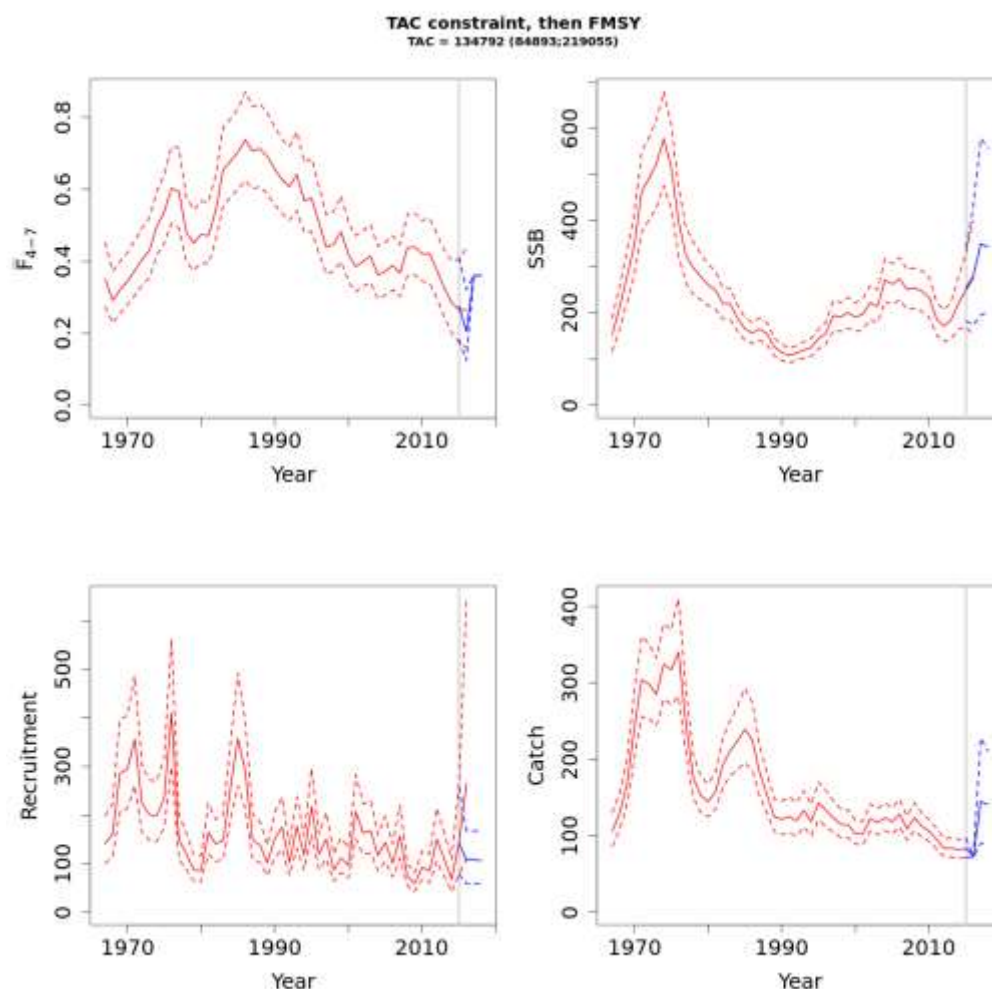 TAC constraint, then FMSY
TAC = 134792 (84893;219055)
F̄4−7
0.0 0.2 0.4 0.6 0.8
1970 1990 2010
Year
SSB
0 200 400 600
1970 1990 2010
Year
Recruitment
0 100 300 500
1970 1990 2010
Year
Catch
0 100 200 300 400
1970 1990 2010
Year